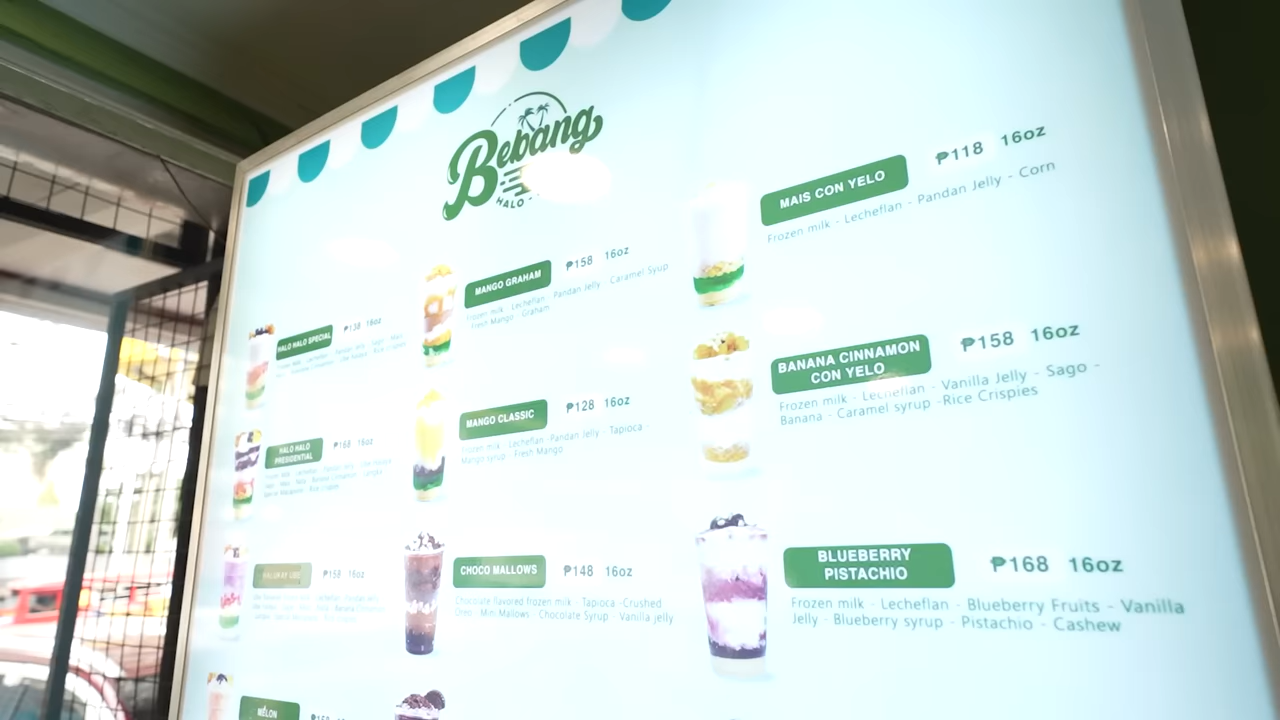 Bebang
HALO -
HALO HALO SPECIAL
₱138 16oz
HALO HALO
PRESIDENTIAL
₱168 16oz
₱158 16oz
MELON
MANGO GRAHAM
₱158 16oz
Frozen milk - Lecheflan - Pandan Jelly - Caramel Syup
- Fresh Mango - Graham
MANGO CLASSIC
₱128 16oz
Frozen milk - Lecheflan -Pandan Jelly - Tapioca -
Mango syrup - Fresh Mango
CHOCO MALLOWS
₱148 16oz
Chocolate flavored frozen milk - Tapioca -Crushed
Oreo - Mini Mallows - Chocolate Syrup - Vanilla jelly
MAIS CON YELO
₱118 16oz
Frozen milk - Lecheflan - Pandan Jelly - Corn
BANANA CINNAMON
CON YELO
₱158 16oz
Frozen milk - Lecheflan - Vanilla Jelly - Sago -
Banana - Caramel syrup -Rice Crispies
BLUEBERRY
PISTACHIO
₱168 16oz
Frozen milk - Lecheflan - Blueberry Fruits - Vanilla
Jelly - Blueberry syrup - Pistachio - Cashew